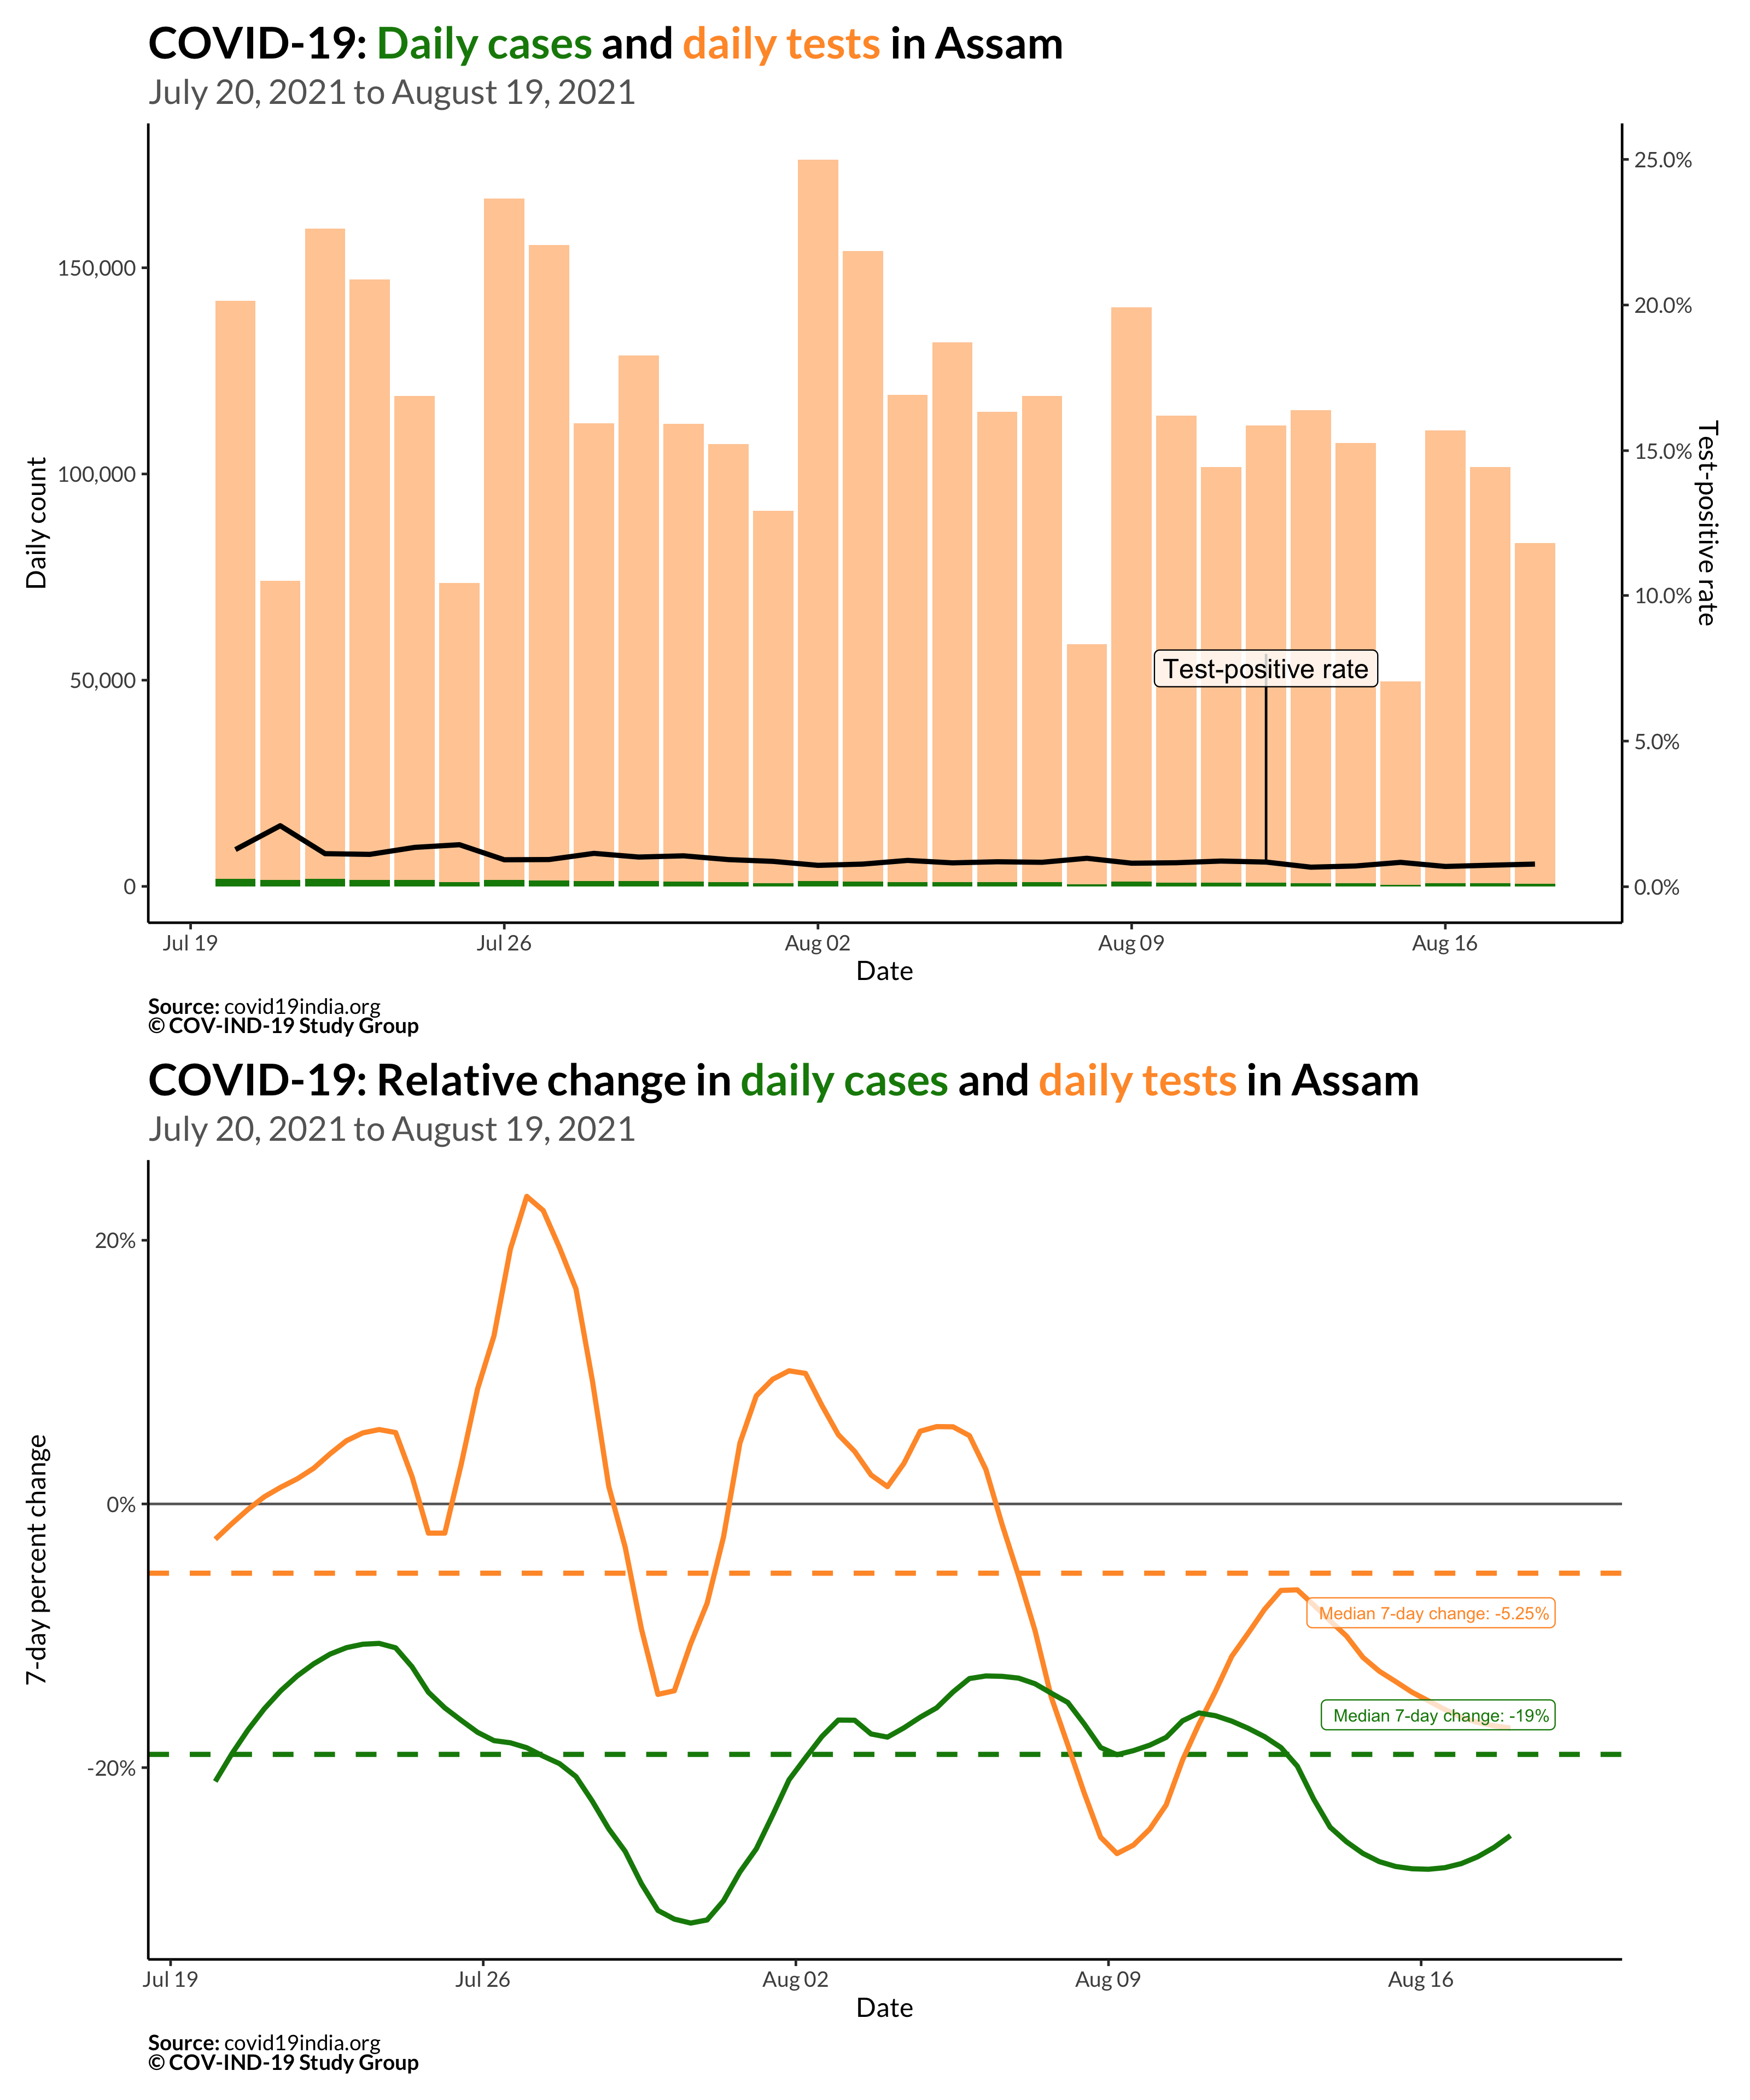 COVID-19: Daily cases and daily tests in Assam
July 20, 2021 to August 19, 2021
25.0%
20.0%
15.0%
10.0%
5.0%
0.0%
Test-positive rate
150,000
100,000
50,000
0
Daily count
Test-positive rate
Jul 19
Jul 26
Aug 02
Aug 09
Aug 16
Date
Source: covid19india.org
© COV-IND-19 Study Group
COVID-19: Relative change in daily cases and daily tests in Assam
July 20, 2021 to August 19, 2021
20%
0%
-20%
7-day percent change
Median 7-day change: -5.25%
Median 7-day change: -19%
Jul 19
Jul 26
Aug 02
Aug 09
Aug 16
Date
Source: covid19india.org
© COV-IND-19 Study Group